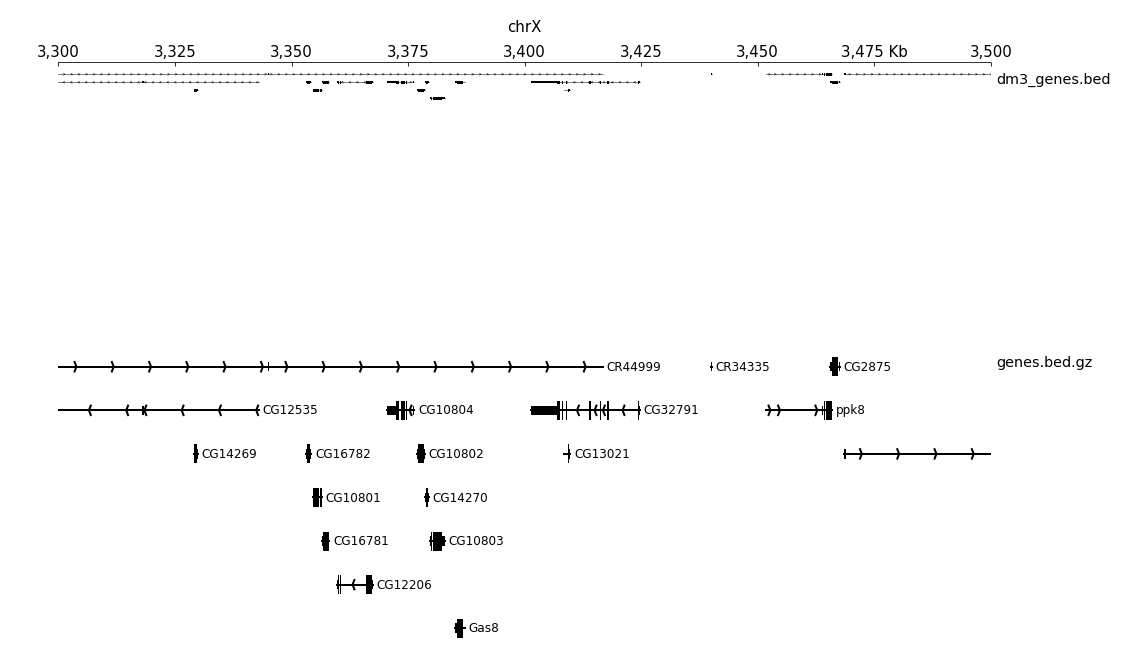 chrX
3,300 3,325 3,350 3,375 3,400 3,425 3,450 3,475 Kb 3,500
dm3_genes.bed
CR44999 CR34335 CG2875 genes.bed.gz
CG12535 CG10804 CG32791 ppk8
CG14269 CG16782 CG10802 CG13021
CG10801 CG14270
CG16781 CG10803
CG12206
Gas8